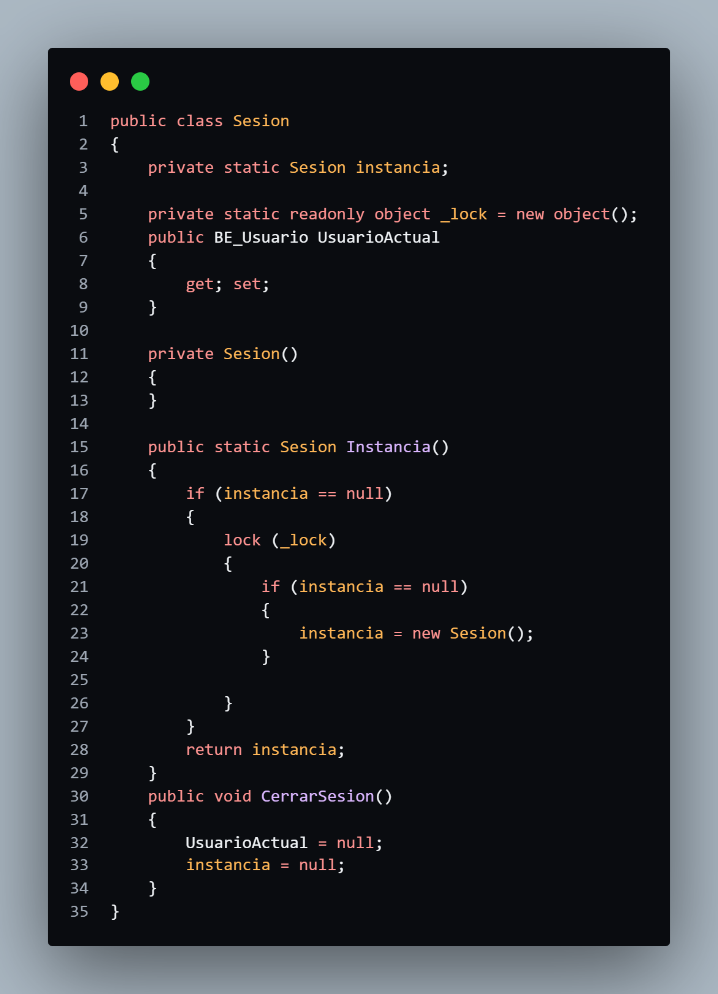 1 public class Sesion
2 {
3     private static Sesion instancia;
4
5     private static readonly object _lock = new object();
6     public BE_Usuario UsuarioActual
7     {
8         get; set;
9     }
10
11     private Sesion()
12     {
13     }
14
15     public static Sesion Instancia()
16     {
17         if (instancia == null)
18         {
19             lock (_lock)
20             {
21                 if (instancia == null)
22                 {
23                     instancia = new Sesion();
24                 }
25
26             }
27         }
28         return instancia;
29     }
30     public void CerrarSesion()
31     {
32         UsuarioActual = null;
33         instancia = null;
34     }
35 }